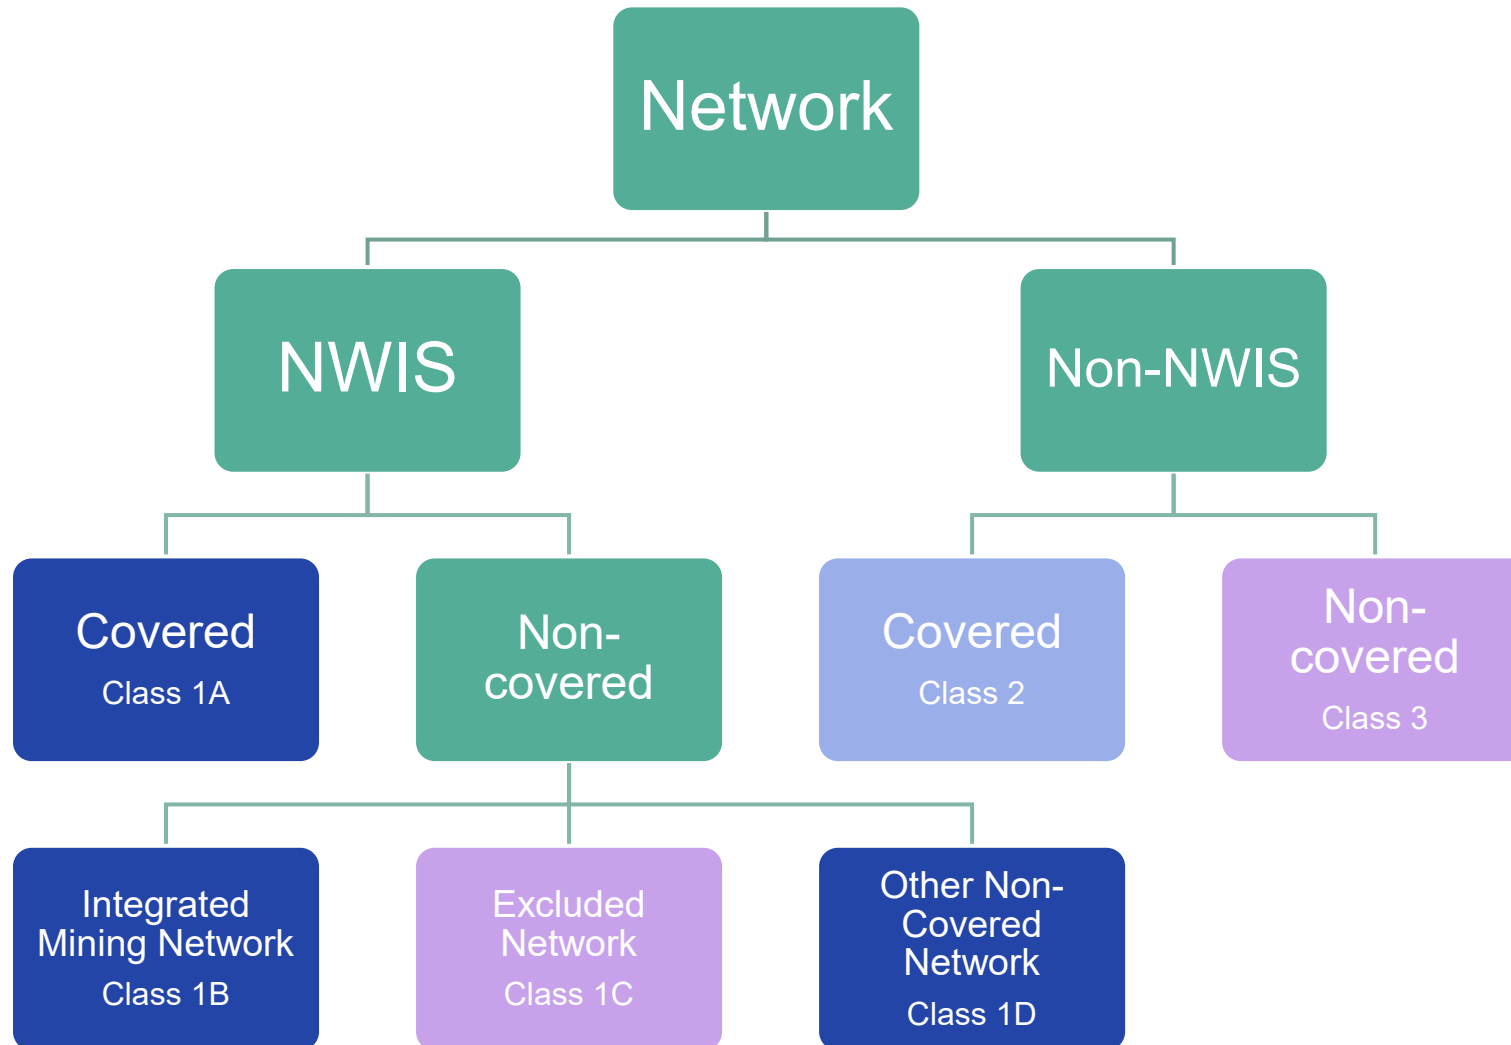 Network
NWIS
Non-NWIS
Covered
Class 1A
Non-
covered
Covered
Class 2
Non-
covered
Class 3
Integrated
Mining Network
Class 1B
Excluded
Network
Class 1C
Other Non-
Covered
Network
Class 1D